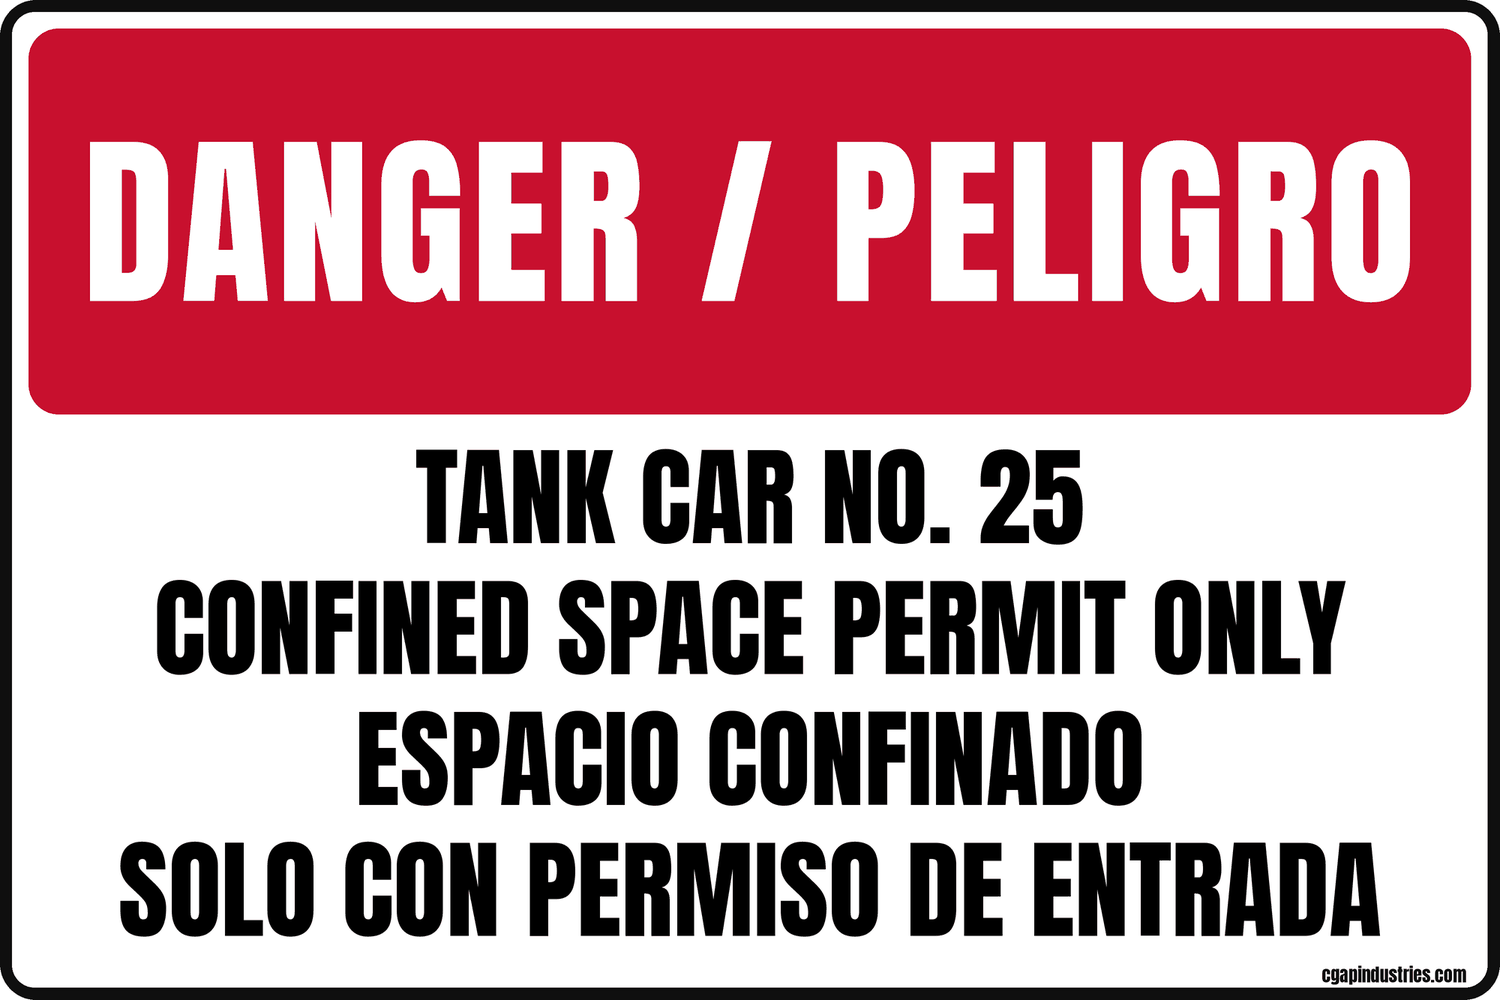 DANGER / PELIGRO
TANK CAR NO. 25
CONFINED SPACE PERMIT ONLY
ESPACIO CONFINADO
SOLO CON PERMISO DE ENTRADA
cgapindustries.com